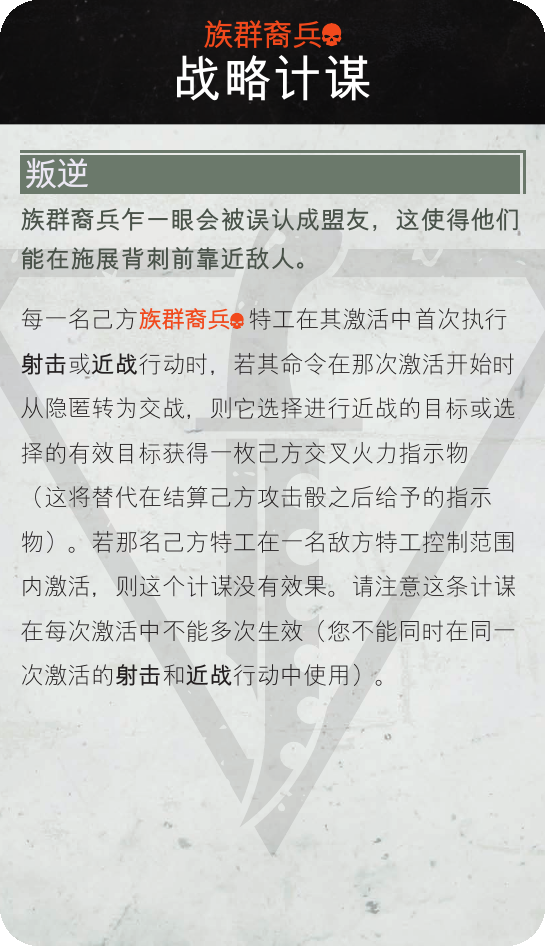 族群裔兵
战略计谋
叛逆
族群裔兵乍一眼会被误认成盟友，这使得他们
能在施展背刺前靠近敌人。
每一名己方族群裔兵 特工在其激活中首次执行
射击或近战行动时，若其命令在那次激活开始时
从隐匿转为交战，则它选择进行近战的目标或选
择的有效目标获得一枚己方交叉火力指示物
（这将替代在结算己方攻击骰之后给予的指示
物）。若那名己方特工在一名敌方特工控制范围
内激活，则这个计谋没有效果。请注意这条计谋
在每次激活中不能多次生效（您不能同时在同一
次激活的射击和近战行动中使用）。